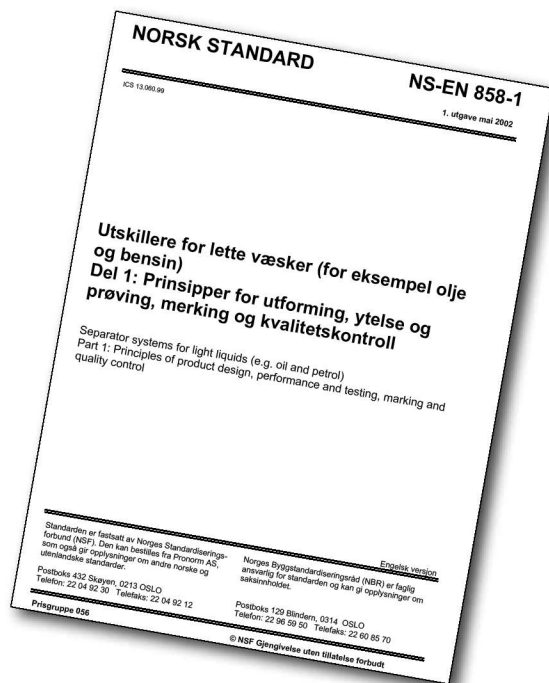 NORSK STANDARD
NS-EN 858-1
1. utgave mai 2002
ICS 13.060.99
Utskillere for lette væsker (for eksempel olje
og bensin)
Del 1: Prinsipper for utforming, ytelse og
prøving, merking og kvalitetskontroll
Separator systems for light liquids (e.g. oil and petrol)
Part 1: Principles of product design, performance and testing, marking and
quality control
Engelsk versjon
Standarden er fastsatt av Norges Standardiserings-
forbund (NSF). Den kan bestilles fra Pronorm AS,
som også gir opplysninger om andre norske og
utenlandske standarder.
Postboks 432 Skøyen, 0213 OSLO
Telefon: 22 04 92 30 Telefaks: 22 04 92 12
Norges Byggstandardiseringsråd (NBR) er faglig
ansvarlig for standarden og kan gi opplysninger om
saksinnholdet.
Postboks 129 Blindern, 0314 OSLO
Telefon: 22 96 59 50 Telefaks: 22 60 85 70
Prisgruppe 056
© NSF Gjengivelse uten tillatelse forbudt